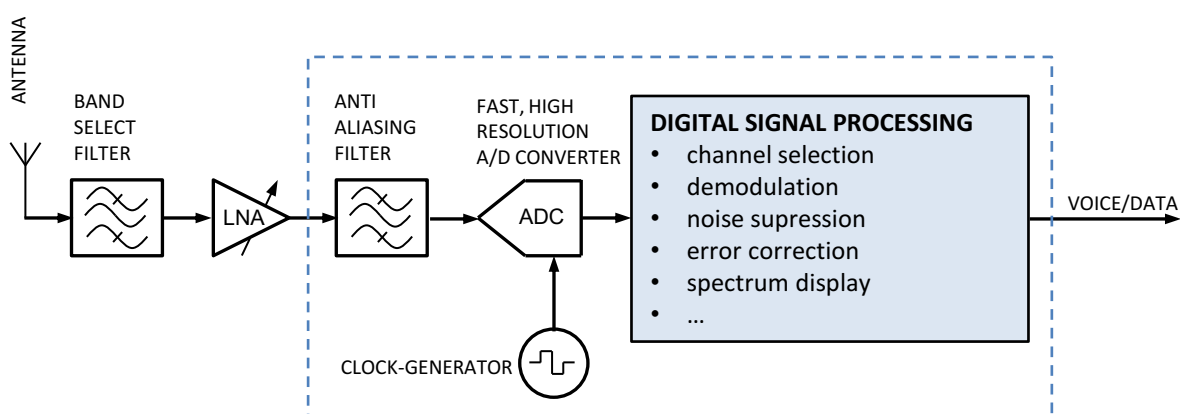 ANTENNA
BAND
SELECT
FILTER
LNA
ANTI
ALIASING
FILTER
FAST, HIGH
RESOLUTION
A/D CONVERTER
ADC
CLOCK-GENERATOR
DIGITAL SIGNAL PROCESSING
• channel selection
• demodulation
• noise supression
• error correction
• spectrum display
• ...
VOICE/DATA